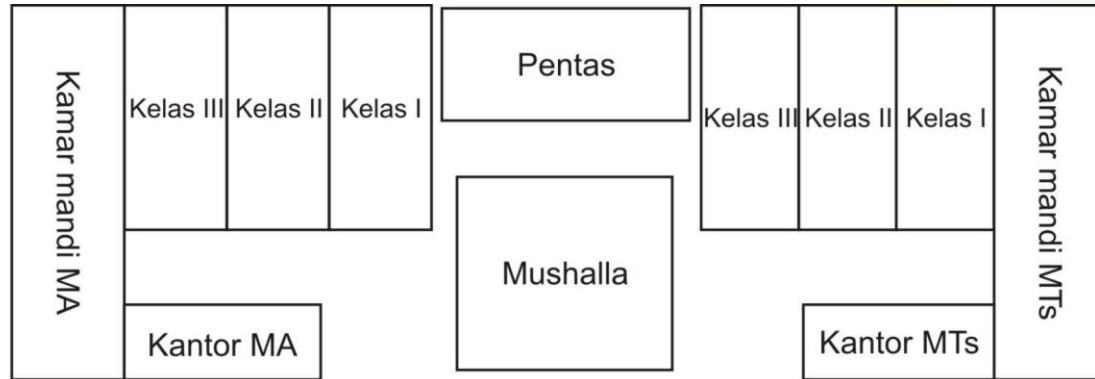 Kamar mandi MA
Kelas III
Kelas II
Kelas I
Pentas
Kelas III
Kelas II
Kelas I
Kamar mandi MTs
Mushalla
Kantor MA
Kantor MTs